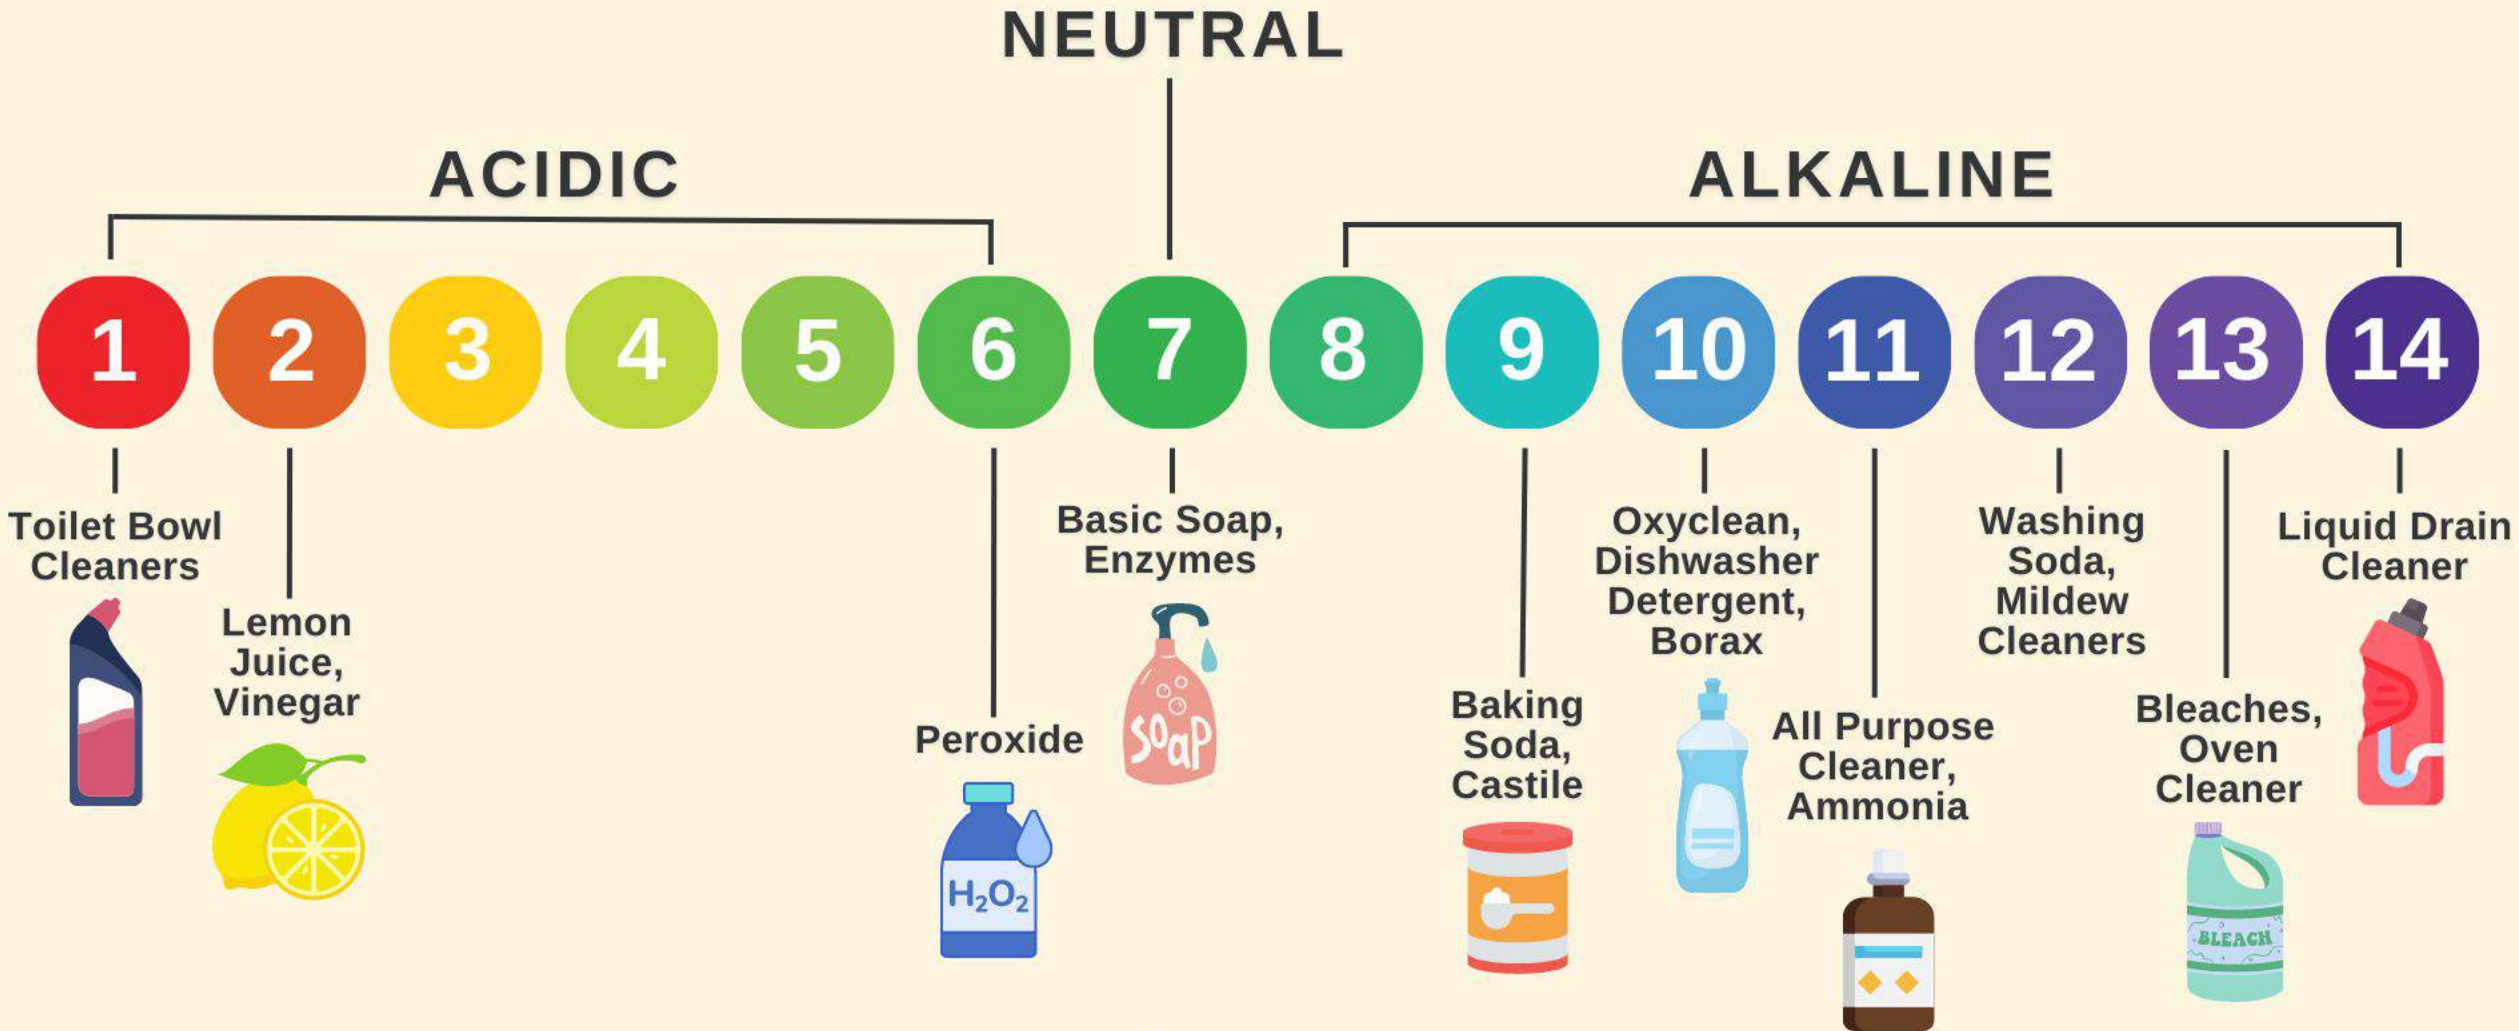 NEUTRAL
ACIDIC
ALKALINE
1 2 3 4 5 6 7 8 9 10 11 12 13 14
Toilet Bowl
Cleaners
Lemon
Juice,
Vinegar
Peroxide
H₂O₂
Basic Soap,
Enzymes
SOAP
Baking
Soda,
Castile
Oxyclean,
Dishwasher
Detergent,
Borax
All Purpose
Cleaner,
Ammonia
Washing
Soda,
Mildew
Cleaners
Bleaches,
Oven
Cleaner
BLEACH
Liquid Drain
Cleaner